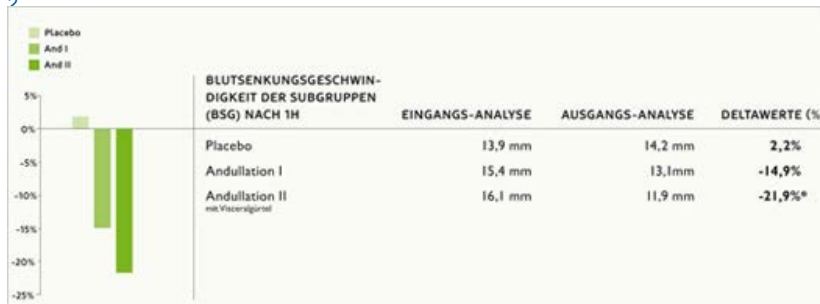 Placebo
And I
And II
5%
0%
-5%
-10%
-15%
-20%
-25%
BLUTSENKUNGSGESCHWIN-
DIGKEIT DER SUBGRUPPEN
(BSG) NACH 1H EINGANGS-ANALYSE AUSGANGS-ANALYSE DELTAWERTE (%
Placebo 13,9 mm 14,2 mm 2,2%
Andullation I 15,4 mm 13,1mm -14,9%
Andullation II 16,1 mm 11,9 mm -21,9%*
mit Visceralgürtel